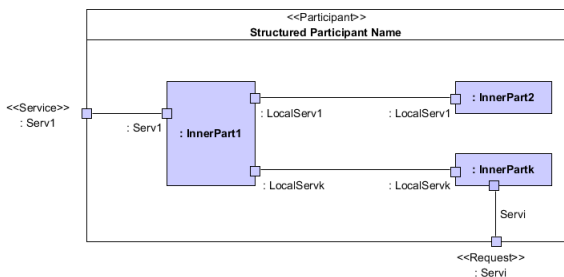 <<Participant>>
Structured Participant Name
<<Service>>
: Serv1
: Serv1
: InnerPart1
: LocalServ1
: LocalServ1
: InnerPart2
: LocalServk
: LocalServk
: InnerPartk
Servi
<<Request>>
: Servi